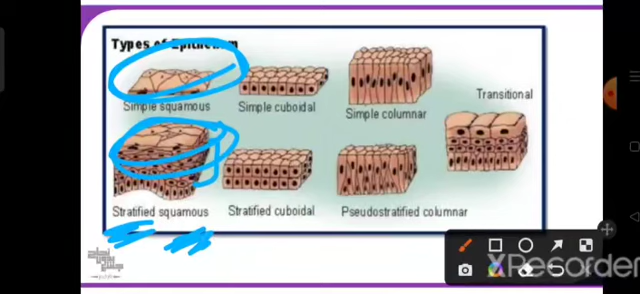 Types of Epithelium
Simple squamous
Simple cuboidal
Simple columnar
Transitional
Stratified squamous
Stratified cuboidal
Pseudostratified columnar
XRecorder